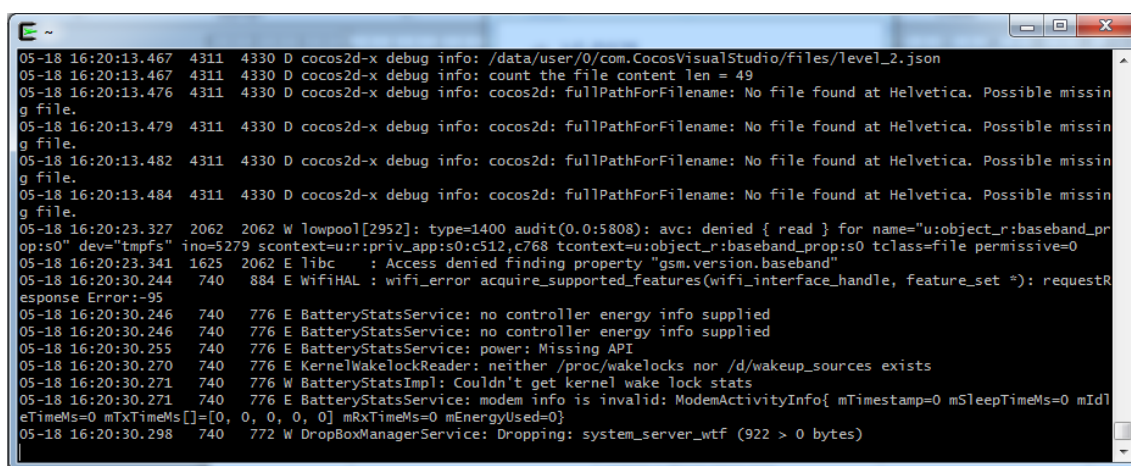 ~
05-18 16:20:13.467  4311  4330 D cocos2d-x debug info: /data/user/0/com.CocosVisualStudio/files/level_2.json
05-18 16:20:13.467  4311  4330 D cocos2d-x debug info: count the file content len = 49
05-18 16:20:13.476  4311  4330 D cocos2d-x debug info: cocos2d: fullPathForFilename: No file found at Helvetica. Possible missin
g file.
05-18 16:20:13.479  4311  4330 D cocos2d-x debug info: cocos2d: fullPathForFilename: No file found at Helvetica. Possible missin
g file.
05-18 16:20:13.482  4311  4330 D cocos2d-x debug info: cocos2d: fullPathForFilename: No file found at Helvetica. Possible missin
g file.
05-18 16:20:13.484  4311  4330 D cocos2d-x debug info: cocos2d: fullPathForFilename: No file found at Helvetica. Possible missin
g file.
05-18 16:20:23.327  2062  2062 W lowpool[2952]: type=1400 audit(0.0:5808): avc: denied { read } for name="u:object_r:baseband_pr
op:s0" dev="tmpfs" ino=5279 scontext=u:r:priv_app:s0:c512,c768 tcontext=u:object_r:baseband_prop:s0 tclass=file permissive=0
05-18 16:20:23.341  1625  2062 E libc    : Access denied finding property "gsm.version.baseband"
05-18 16:20:30.244   740   884 E WifiHAL : wifi_error acquire_supported_features(wifi_interface_handle, feature_set *): requestR
esponse Error:-95
05-18 16:20:30.246   740   776 E BatteryStatsService: no controller energy info supplied
05-18 16:20:30.246   740   776 E BatteryStatsService: no controller energy info supplied
05-18 16:20:30.255   740   776 E BatteryStatsService: power: Missing API
05-18 16:20:30.270   740   776 E KernelWakelockReader: neither /proc/wakelocks nor /d/wakeup_sources exists
05-18 16:20:30.271   740   776 W BatteryStatsImpl: Couldn't get kernel wake lock stats
05-18 16:20:30.271   740   776 E BatteryStatsService: modem info is invalid: ModemActivityInfo{ mTimestamp=0 mSleepTimeMs=0 mIdl
eTimeMs=0 mTxTimeMs[]=[0, 0, 0, 0, 0] mRxTimeMs=0 mEnergyUsed=0}
05-18 16:20:30.298   740   772 W DropBoxManagerService: Dropping: system_server_wtf (922 > 0 bytes)